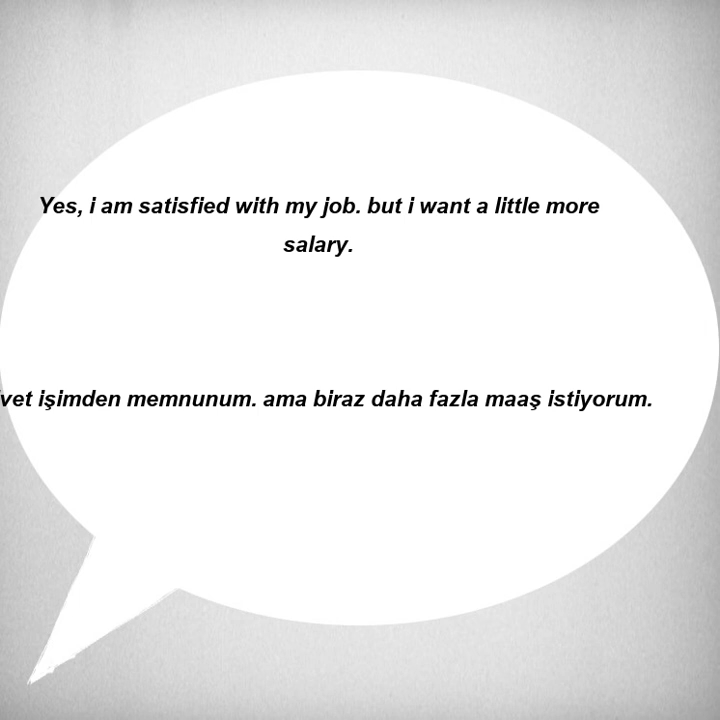 Yes, i am satisfied with my job. but i want a little more
salary.
vet işimden memnunum. ama biraz daha fazla maaş istiyorum.